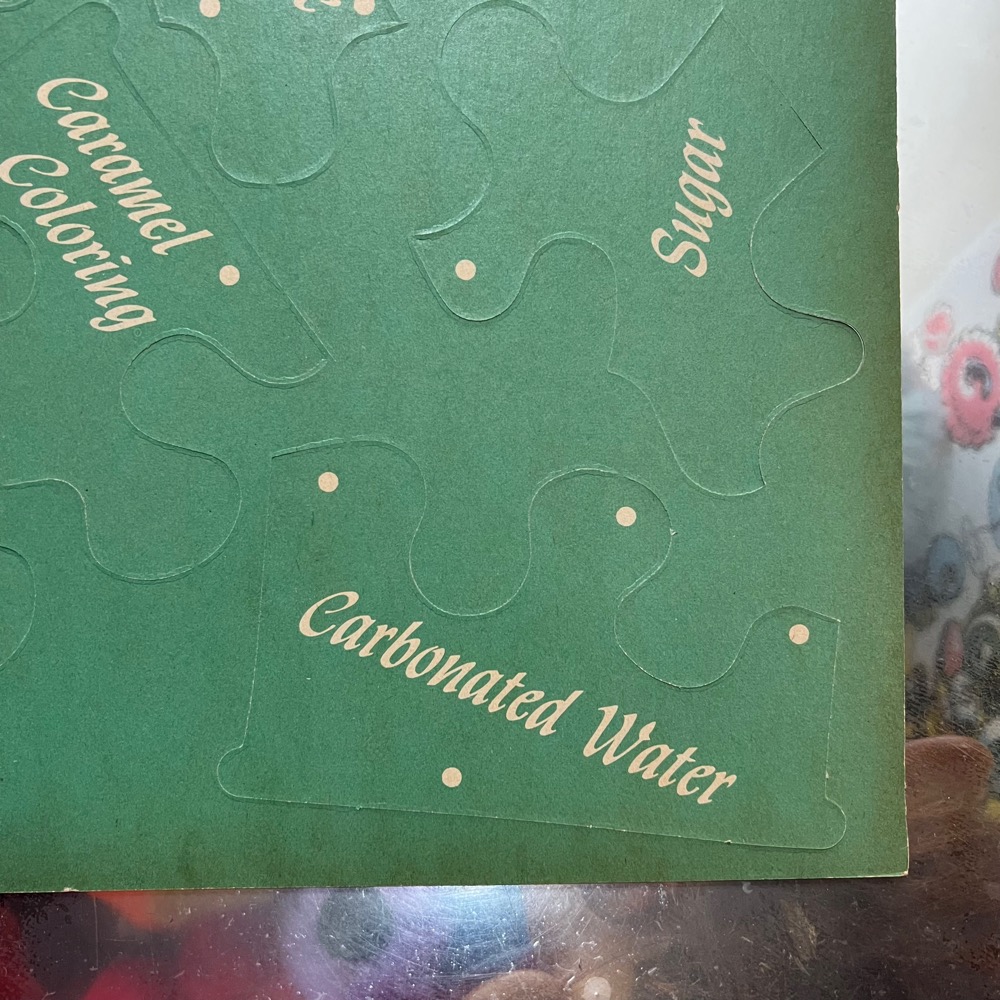 Caramel
Coloring
Sugar
Carbonated Water